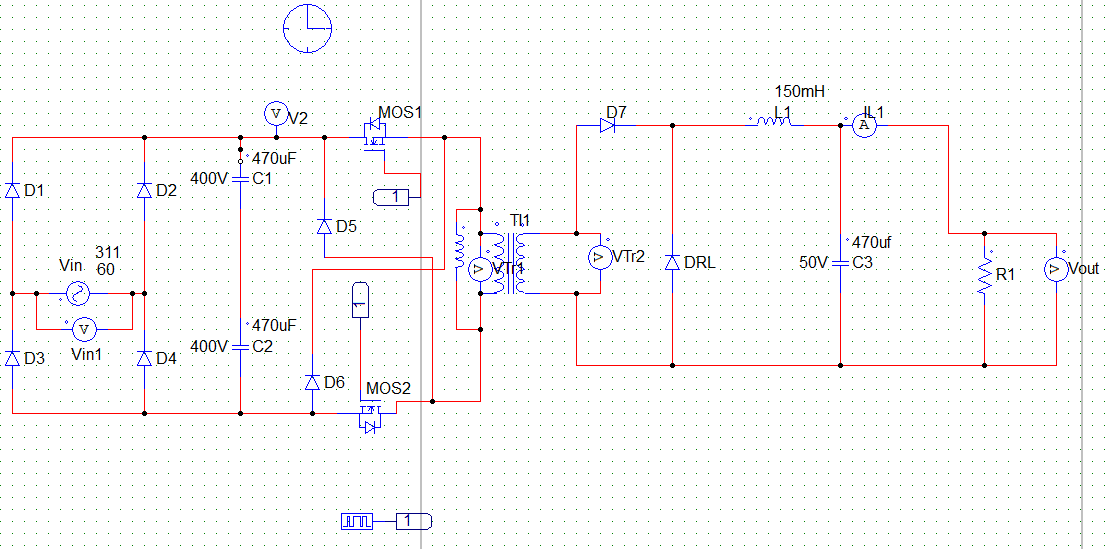 V
V2
MOS1
D7
150mH
L1
IL1
A
470uF
400V
C1
1
D1
D2
D5
TI1
V
VTr1
V
VTr2
DRL
470uf
50V
C3
R1
V
Vout
311
Vin
60
V
Vin1
1
470uF
400V
C2
D3
D4
D6
MOS2
1